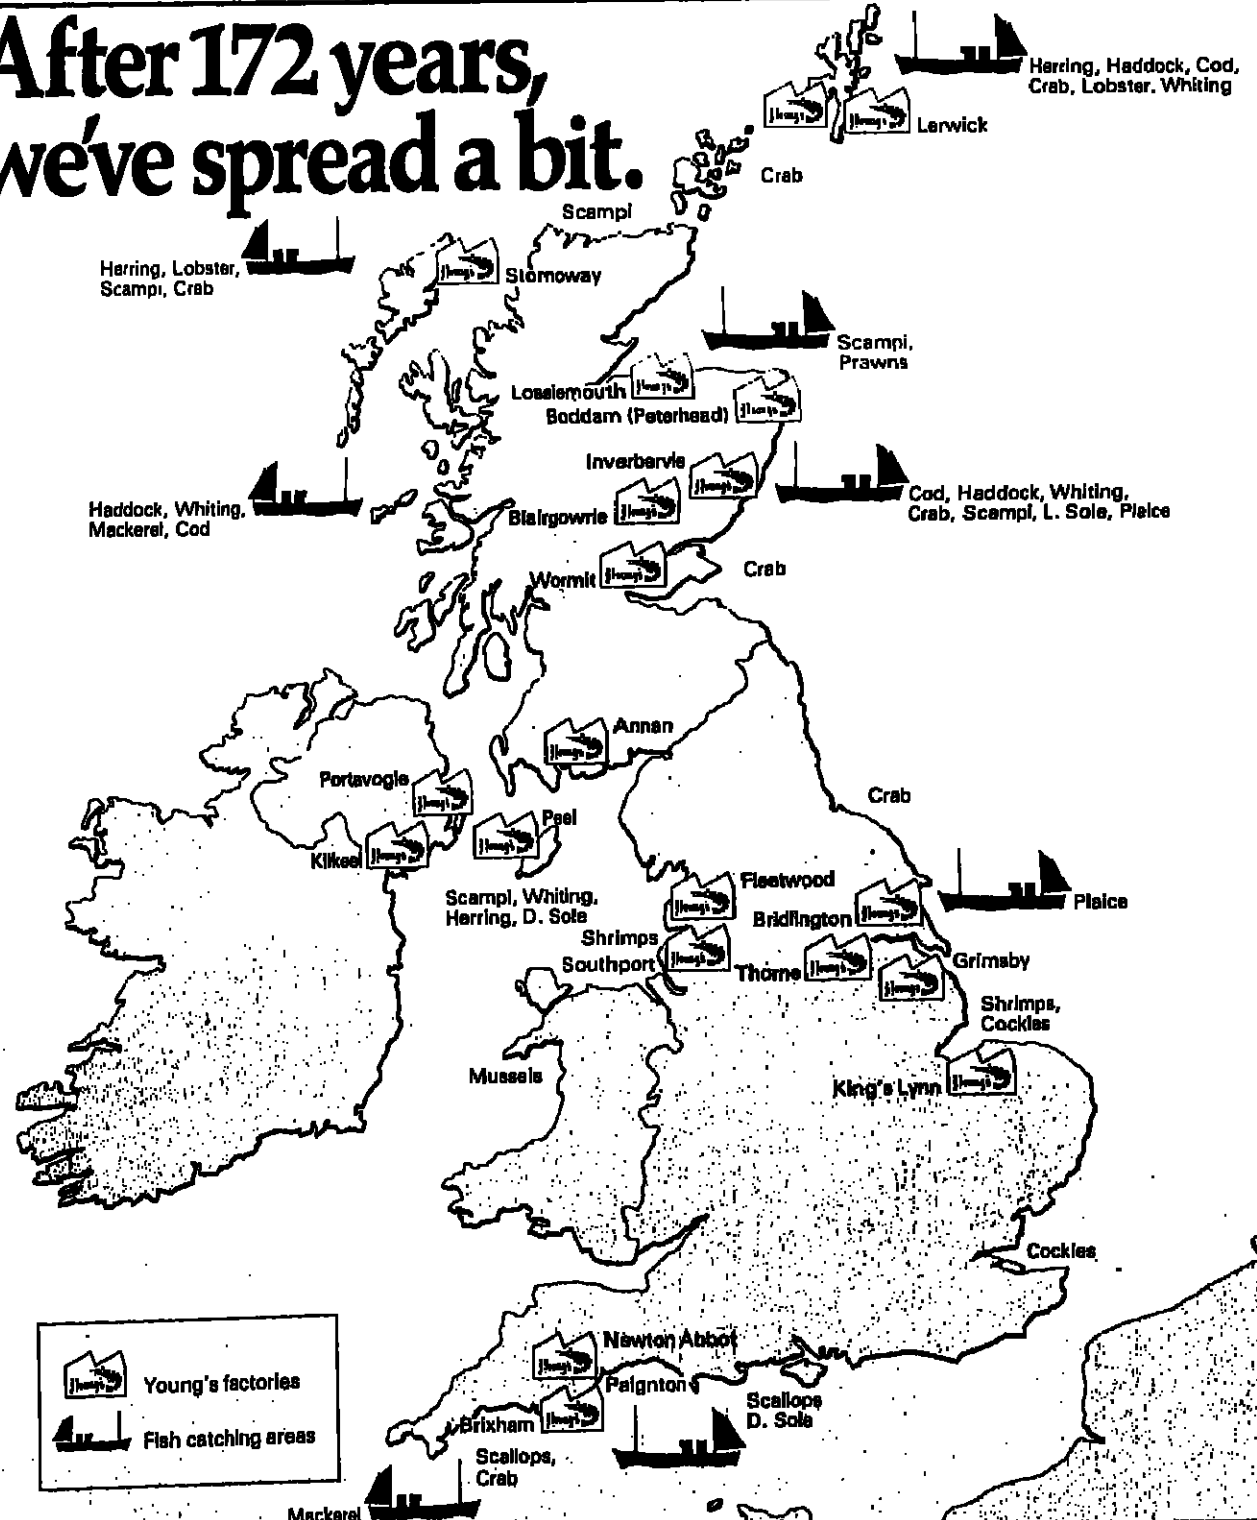 After 172 years,
we've spread a bit.
Herring, Haddock, Cod,
Crab, Lobster. Whiting
Lerwick
Crab
Scampi
Herring, Lobster,
Scampi, Crab
Stornoway
Scampi,
Prawns
Lossiemouth
Boddam (Peterhead)
Inverbervie
Haddock, Whiting,
Mackerel, Cod
Blairgowrie
Cod, Haddock, Whiting,
Crab, Scampi, L. Sole, Plaice
Wormit
Crab
Annan
Portavogie
Crab
Peel
Kilkeel
Scampi, Whiting,
Herring, D. Sole
Fleetwood
Bridlington
Plaice
Shrimps
Southport
Thorne
Grimsby
Shrimps,
Cockles
Mussels
King's Lynn
Cockles
Newton Abbot
Paignton
Brixham
Scallops
D. Sole
Scallops,
Crab
Mackerel
Young's
Young's factories
Fish catching areas